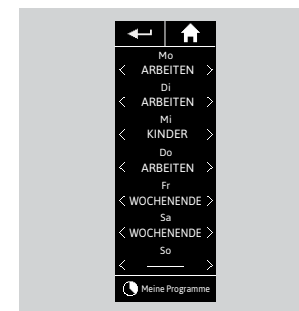 Mo
ARBEITEN
Di
ARBEITEN
Mi
KINDER
Do
ARBEITEN
Fr
WOCHENENDE
Sa
WOCHENENDE
So
Meine Programme